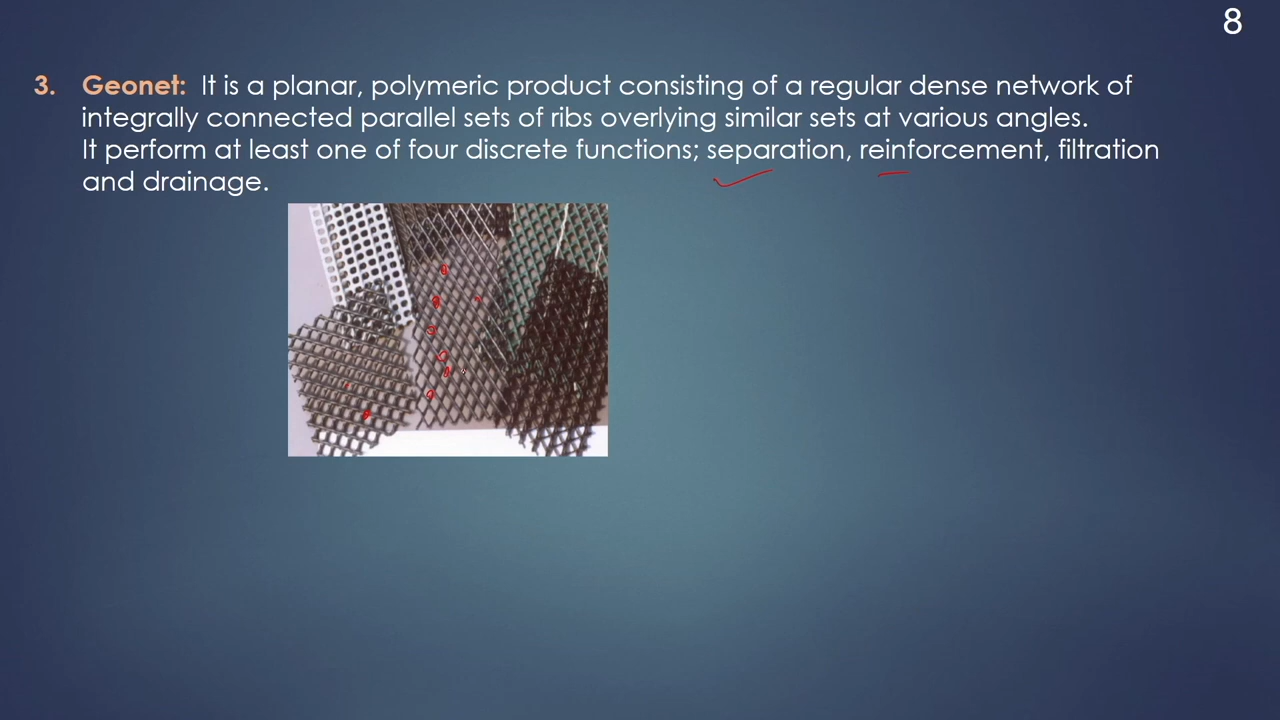 8
3. Geonet: It is a planar, polymeric product consisting of a regular dense network of
integrally connected parallel sets of ribs overlying similar sets at various angles.
It perform at least one of four discrete functions; separation, reinforcement, filtration
and drainage.